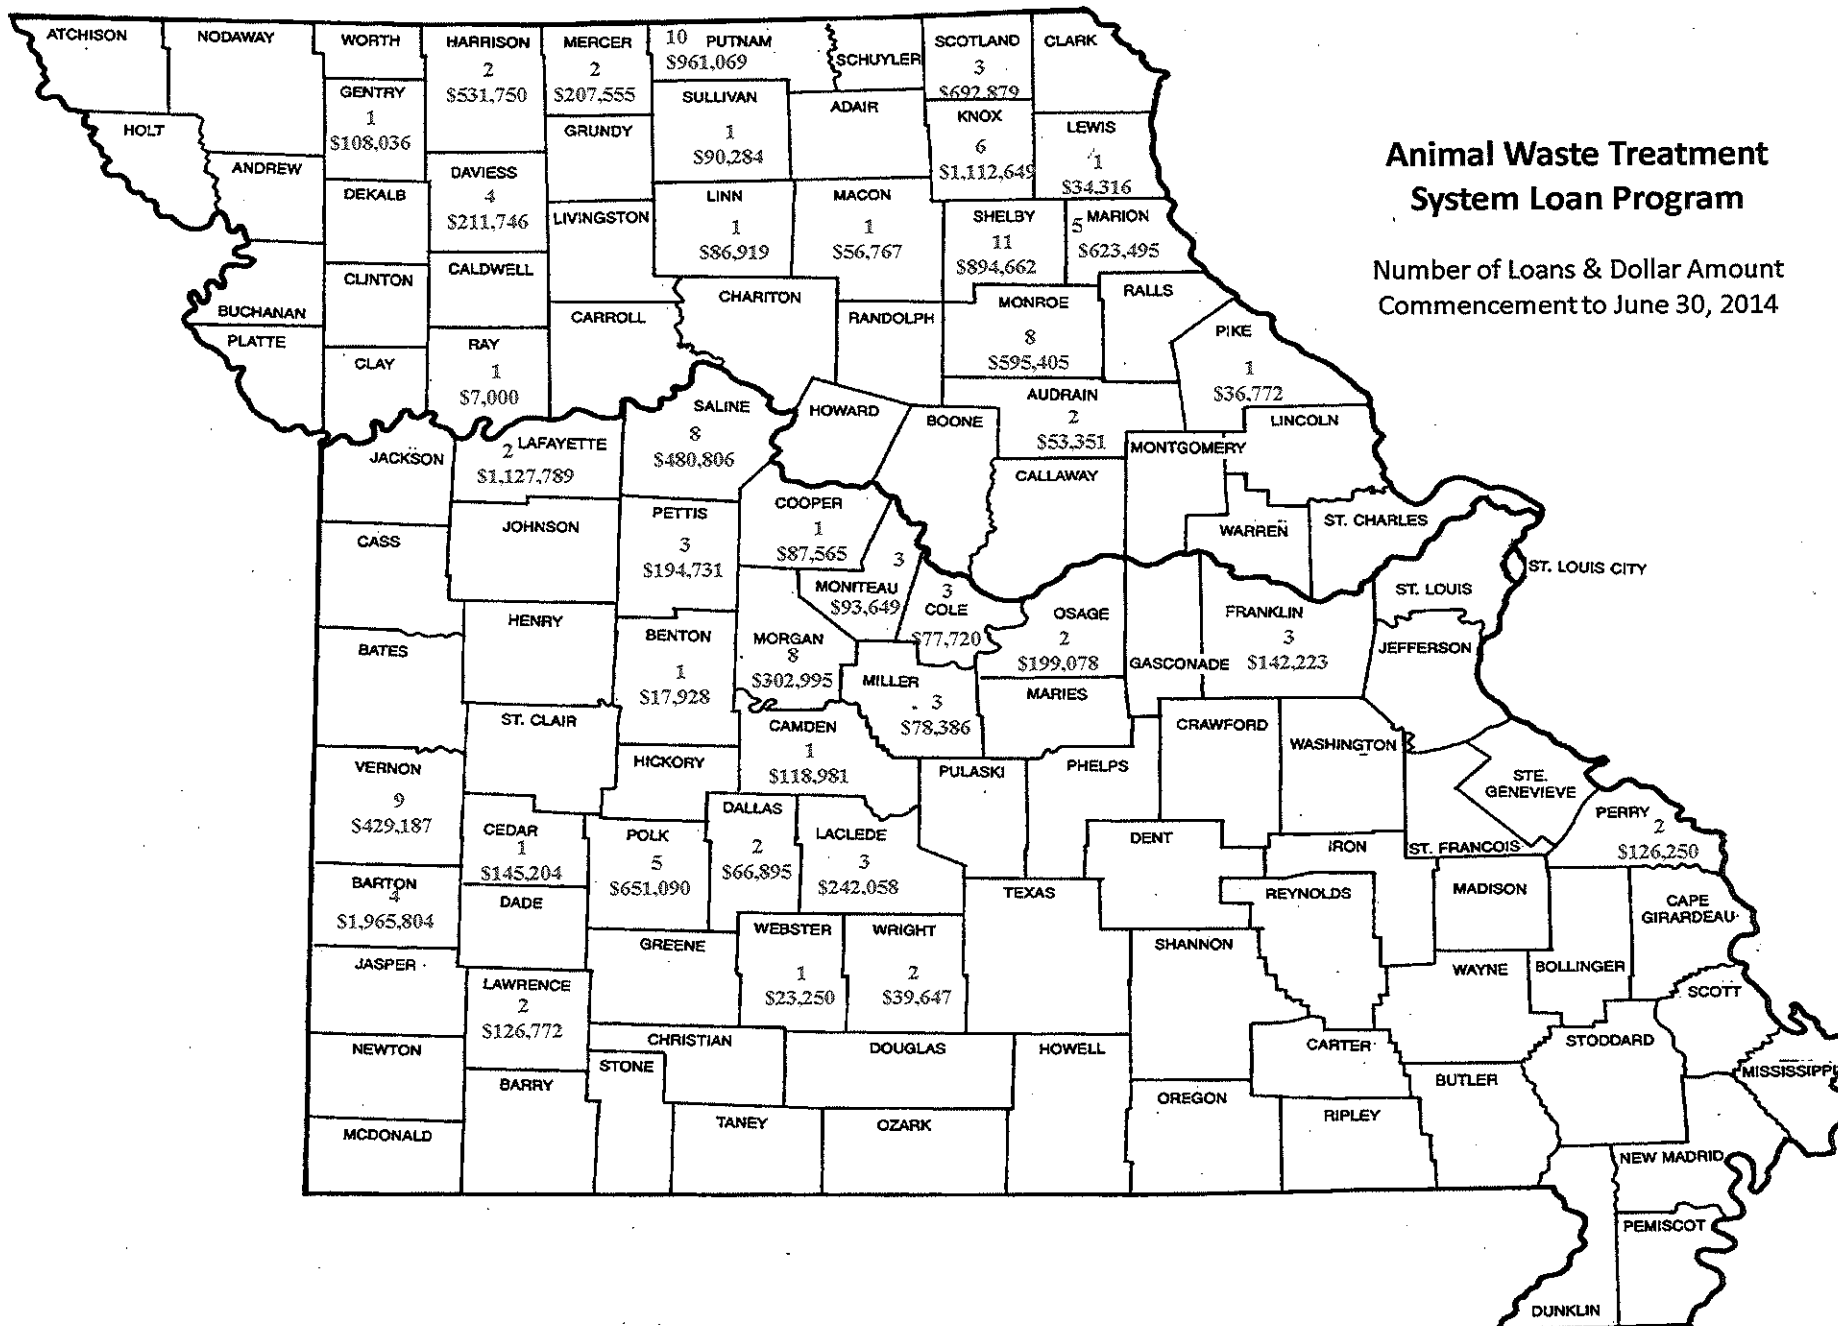 Animal Waste Treatment
System Loan Program
Number of Loans & Dollar Amount
Commencement to June 30, 2014
ATCHISON
NODAWAY
WORTH
HARRISON
2
$531,750
MERCER
2
$207,555
10 PUTNAM
$961,069
SCHUYLER
SCOTLAND
3
$692,879
CLARK
GENTRY
1
$108,036
SULLIVAN
1
$90,284
ADAIR
KNOX
6
$1,112,649
LEWIS
1
$34,316
HOLT
ANDREW
DEKALB
DAVIESS
4
$211,746
GRUNDY
LIVINGSTON
LINN
1
$86,919
MACON
1
$56,767
SHELBY
11
$894,662
MARION
5
$623,495
BUCHANAN
CLINTON
CALDWELL
CARROLL
CHARITON
RANDOLPH
MONROE
8
$595,405
RALLS
PIKE
1
$36,772
PLATTE
CLAY
RAY
1
$7,000
SALINE
8
$480,806
HOWARD
BOONE
AUDRAIN
2
$53,351
MONTGOMERY
LINCOLN
JACKSON
2 LAFAYETTE
$1,127,789
COOPER
1
$87,565
CALLAWAY
WARREN
ST. CHARLES
CASS
JOHNSON
PETTIS
3
$194,731
3
MONITEAU
$93,649
3
COLE
$77,720
OSAGE
2
$199,078
GASCONADE
FRANKLIN
3
$142,223
ST. LOUIS
ST. LOUIS CITY
JEFFERSON
BATES
HENRY
BENTON
1
$17,928
MORGAN
8
$302,995
MILLER
3
$78,386
MARIES
ST. CLAIR
HICKORY
CAMDEN
1
$118,981
PULASKI
PHELPS
CRAWFORD
WASHINGTON
STE.
GENEVIEVE
VERNON
9
$429,187
CEDAR
1
$145,204
POLK
5
$651,090
DALLAS
2
$66,895
LACLEDE
3
$242,058
DENT
IRON
ST. FRANCOIS
PERRY
2
$126,250
BARTON
4
$1,965,804
DADE
GREENE
WEBSTER
1
$23,250
WRIGHT
2
$39,647
TEXAS
SHANNON
REYNOLDS
MADISON
BOLLINGER
CAPE
GIRARDEAU
JASPER
LAWRENCE
2
$126,772
WAYNE
SCOTT
NEWTON
CHRISTIAN
STONE
DOUGLAS
HOWELL
CARTER
STODDARD
MISSISSIPPI
BARRY
OREGON
BUTLER
MCDONALD
TANEY
OZARK
RIPLEY
NEW MADRID
PEMISCOT
DUNKLIN